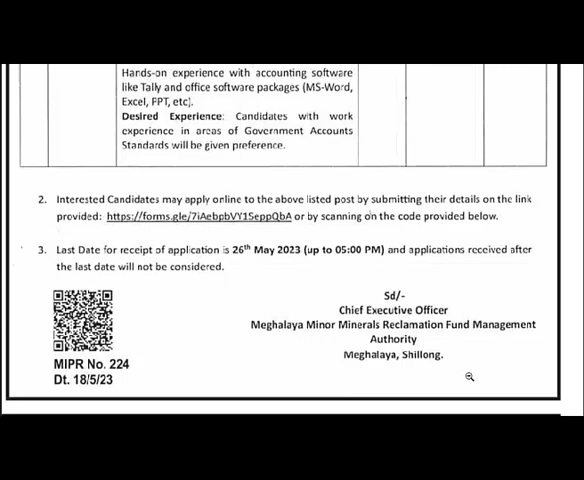 Hands-on experience with accounting software
like Tally and office software packages (MS-Word,
Excel, PPT, etc).
Desired Experience: Candidates with work
experience in areas of Government Accounts
Standards will be given preference.
2. Interested Candidates may apply online to the above listed post by submitting their details on the link
provided: https://forms.gle/7iAebpbVY1SeppQbA or by scanning on the code provided below.
3. Last Date for receipt of application is 26th May 2023 (up to 05:00 PM) and applications received after
the last date will not be considered.
Sd/-
Chief Executive Officer
Meghalaya Minor Minerals Reclamation Fund Management
Authority
Meghalaya, Shillong.
MIPR No. 224
Dt. 18/5/23